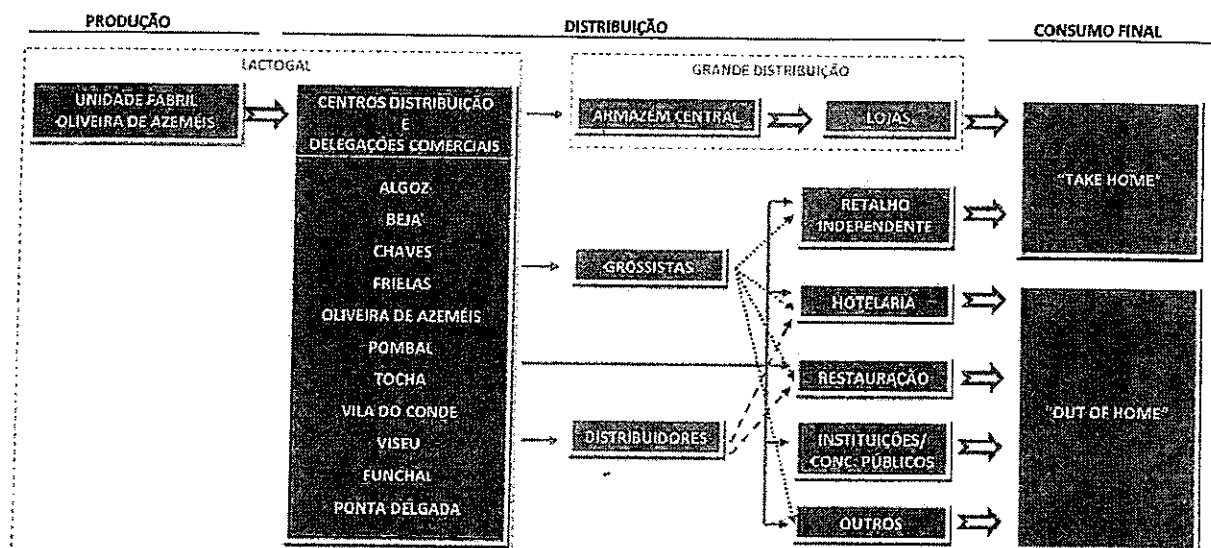 PRODUÇÃO
DISTRIBUIÇÃO
CONSUMO FINAL
LACTOGAL
UNIDADE FABRIL
OLIVEIRA DE AZEMÉIS
CENTROS DISTRIBUIÇÃO
E
DELEGAÇÕES COMERCIAIS
ALGOZ
BEJA
CHAVES
FRIELAS
OLIVEIRA DE AZEMÉIS
POMBAL
TOCHA
VILA DO CONDE
VISEU
FUNCHAL
PONTA DELGADA
GRANDE DISTRIBUIÇÃO
ARMAZÉM CENTRAL
LOJAS
GROSSISTAS
DISTRIBUIDORES
RETALHO
INDEPENDENTE
HOTELARIA
RESTAURAÇÃO
INSTITUIÇÕES/
CONC. PÚBLICOS
OUTROS
"TAKE HOME"
"OUT OF HOME"